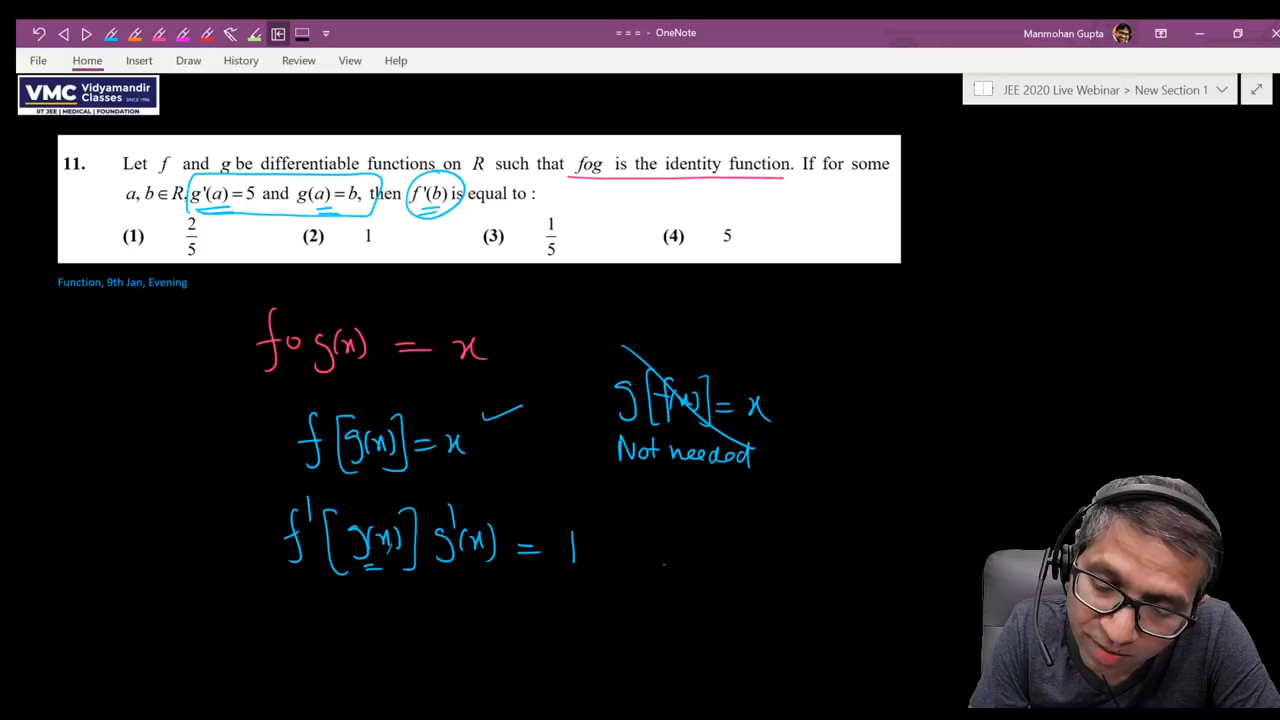 = = = - OneNote
Manmohan Gupta
File Home Insert Draw History Review View Help
VMC Vidyamandir Classes SINCE 1986
IIT JEE | MEDICAL | FOUNDATION
JEE 2020 Live Webinar > New Section 1
11. Let f and g be differentiable functions on R such that fog is the identity function. If for some
a, b ∈ R, g'(a) = 5 and g(a) = b, then f'(b) is equal to :
(1) 2/5 (2) 1 (3) 1/5 (4) 5
Function, 9th Jan, Evening
fog(x) = x
f[g(x)] = x
g[f(x)] = x
Not needed
f'[g(x)] g'(x) = 1